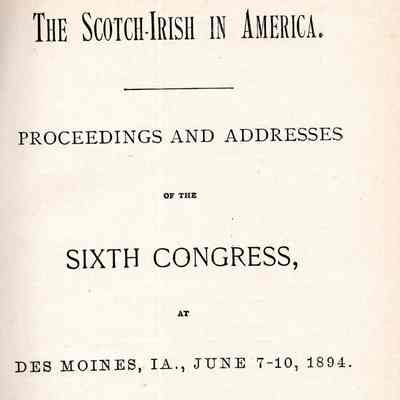 THE SCOTCH-IRISH IN AMERICA.
PROCEEDINGS AND ADDRESSES
OF THE
SIXTH CONGRESS,
AT
DES MOINES, IA., JUNE 7-10, 1894.